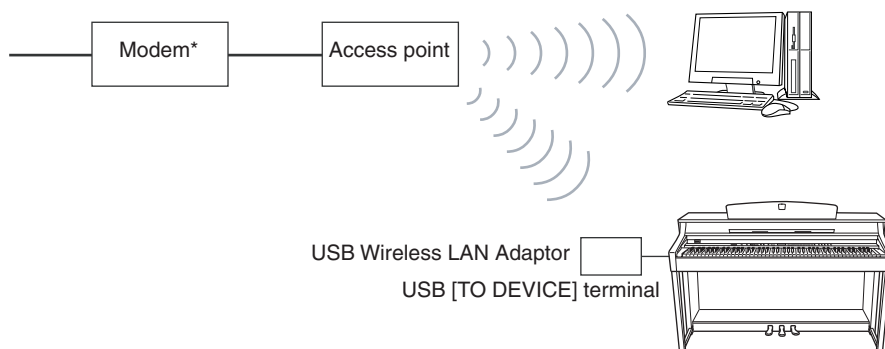 Modem*
Access point
USB Wireless LAN Adaptor
USB [TO DEVICE] terminal